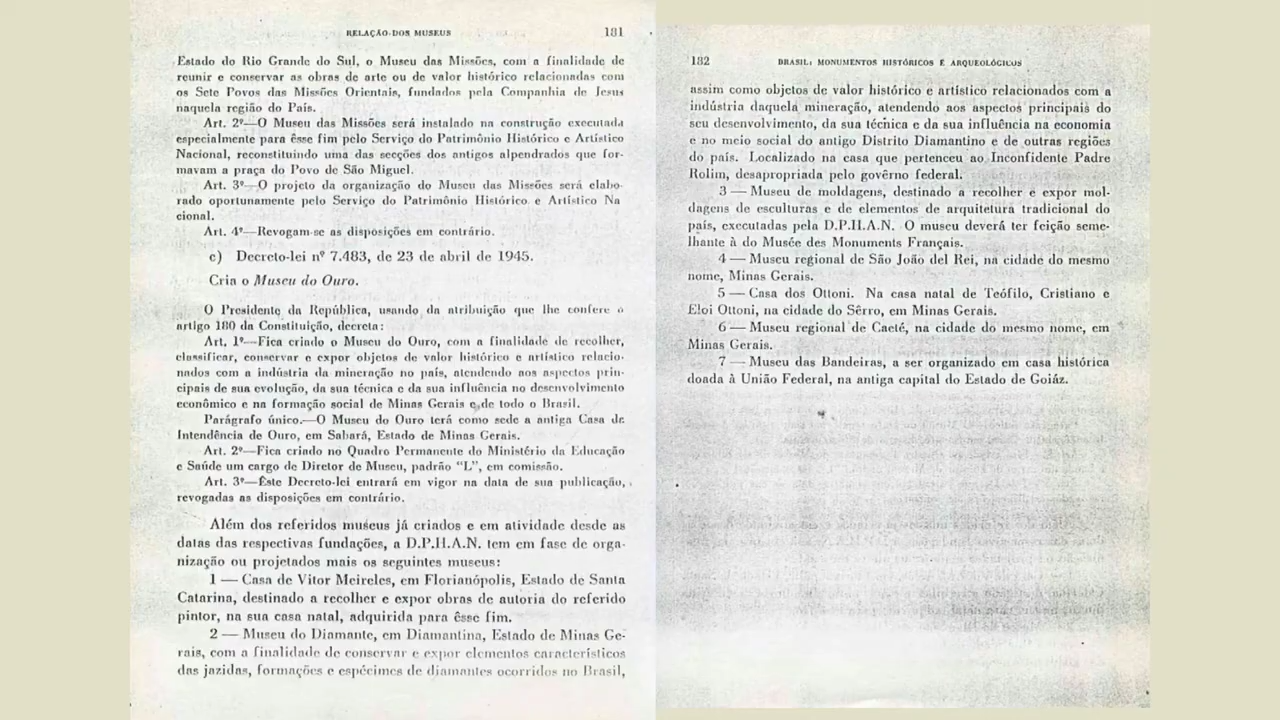 RELAÇÃO DOS MUSEUS 181
Estado do Rio Grande do Sul, o Museu das Missões, com a finalidade de
reunir e conservar as obras de arte ou de valor histórico relacionadas com
os Sete Povos das Missões Orientais, fundados pela Companhia de Jesus
naquela região do País.
Art. 2º—O Museu das Missões será instalado na construção executada
especialmente para êsse fim pelo Serviço do Patrimônio Histórico e Artístico
Nacional, reconstituindo uma das secções dos antigos alpendrados que for-
mavam a praça do Povo de São Miguel.
Art. 3º—O projeto da organização do Museu das Missões será elabo-
rado oportunamente pelo Serviço do Patrimônio Histórico e Artístico Na
cional.
Art. 4º—Revogam-se as disposições em contrário.
c) Decreto-lei nº 7.483, de 23 de abril de 1945.
Cria o Museu do Ouro.
O Presidente da República, usando da atribuição que lhe confere o
artigo 180 da Constituição, decreta:
Art. 1º—Fica criado o Museu do Ouro, com a finalidade de recolher,
classificar, conservar e expor objetos de valor histórico e artístico relacio-
nados com a indústria da mineração no país, atendendo aos aspectos prin-
cipais de sua evolução, da sua técnica e da sua influência no desenvolvimento
econômico e na formação social de Minas Gerais e de todo o Brasil.
Parágrafo único.—O Museu do Ouro terá como sede a antiga Casa de
Intendência de Ouro, em Sabará, Estado de Minas Gerais.
Art. 2º—Fica criado no Quadro Permanente do Ministério da Educação
e Saúde um cargo de Diretor de Museu, padrão “L”, em comissão.
Art. 3º—Êste Decreto-lei entrará em vigor na data de sua publicação,
revogadas as disposições em contrário.
Além dos referidos museus já criados e em atividade desde as
datas das respectivas fundações, a D.P.H.A.N. tem em fase de orga-
nização ou projetados mais os seguintes museus:
1 — Casa de Vitor Meireles, em Florianópolis, Estado de Santa
Catarina, destinado a recolher e expor obras de autoria do referido
pintor, na sua casa natal, adquirida para êsse fim.
2 — Museu do Diamante, em Diamantina, Estado de Minas Ge-
rais, com a finalidade de conservar e expor elementos característicos
das jazidas, formações e espécimes de diamantes ocorridos no Brasil,
182 BRASIL: MONUMENTOS HISTÓRICOS E ARQUEOLÓGICOS
assim como objetos de valor histórico e artístico relacionados com a
indústria daquela mineração, atendendo aos aspectos principais do
seu desenvolvimento, da sua técnica e da sua influência na economia
e no meio social do antigo Distrito Diamantino e de outras regiões
do país. Localizado na casa que pertenceu ao Inconfidente Padre
Rolim, desapropriada pelo govêrno federal.
3 — Museu de moldagens, destinado a recolher e expor mol-
dagens de esculturas e de elementos de arquitetura tradicional do
país, executadas pela D.P.H.A.N. O museu deverá ter feição seme-
lhante à do Musée des Monuments Français.
4 — Museu regional de São João del Rei, na cidade do mesmo
nome, Minas Gerais.
5 — Casa dos Ottoni. Na casa natal de Teófilo, Cristiano e
Eloi Ottoni, na cidade do Sêrro, em Minas Gerais.
6 — Museu regional de Caeté, na cidade do mesmo nome, em
Minas Gerais.
7 — Museu das Bandeiras, a ser organizado em casa histórica
doada à União Federal, na antiga capital do Estado de Goiáz.